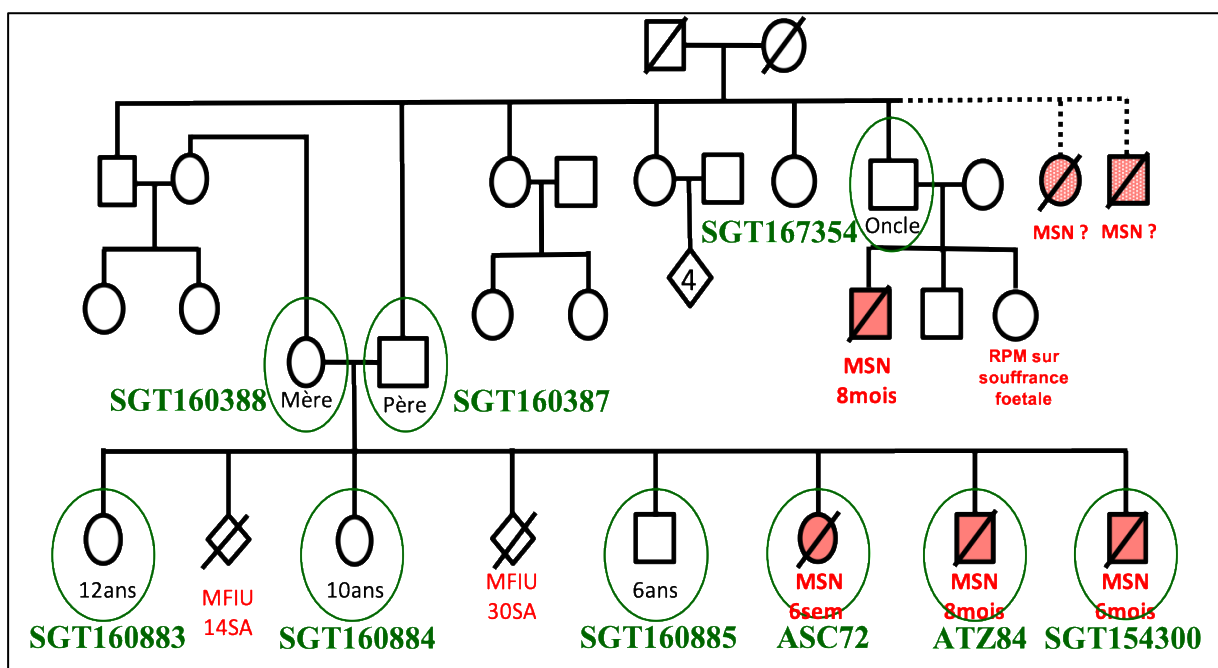 SGT167354
Oncle
MSN ?
MSN ?
4
MSN
8mois
RPM sur
souffrance
foetale
SGT160388
Mère
Père
SGT160387
12ans
SGT160883
MFIU
14SA
10ans
SGT160884
MFIU
30SA
6ans
SGT160885
MSN
6sem
ASC72
MSN
8mois
ATZ84
MSN
6mois
SGT154300